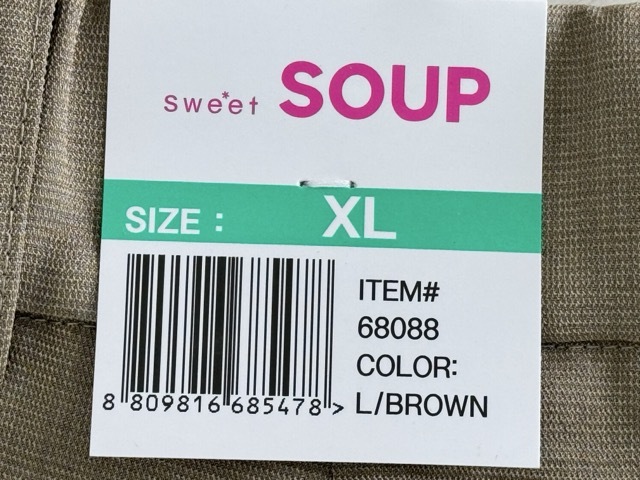 sweet SOUP
SIZE : XL
ITEM#
68088
COLOR:
L/BROWN
8 809816 685478 >